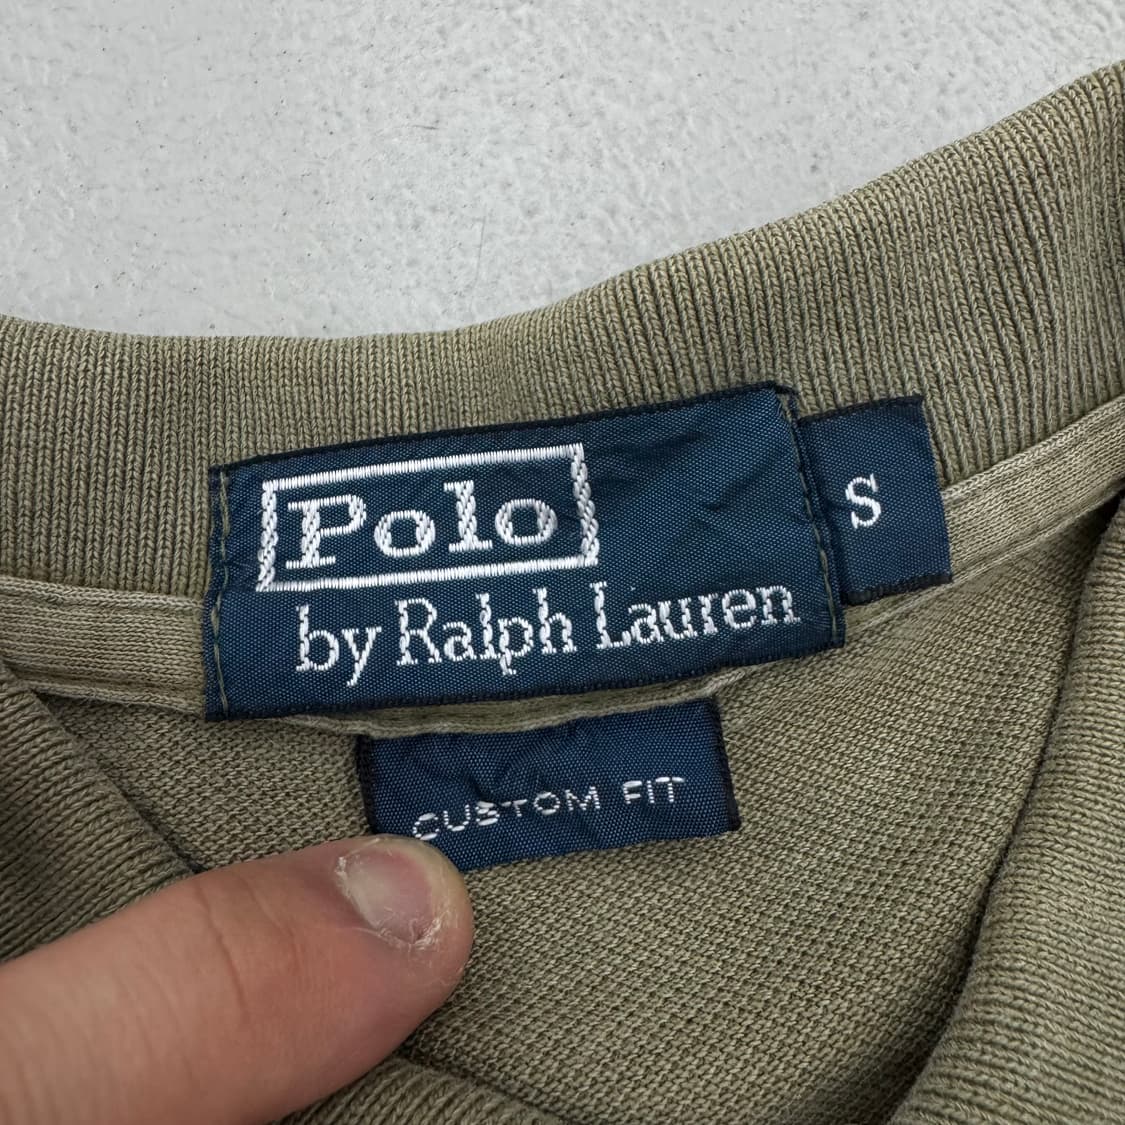 Polo
by Ralph Lauren
S
CUSTOM FIT